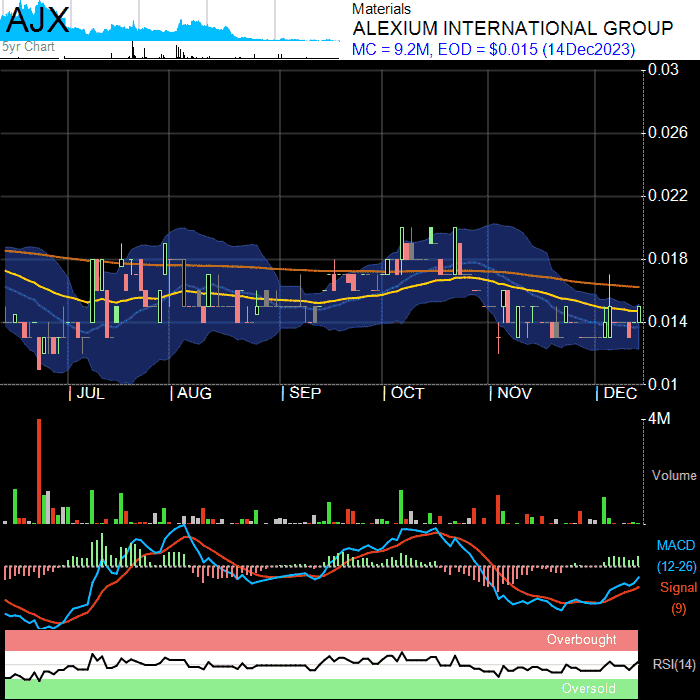 AJX
5yr Chart
Materials
ALEXIUM INTERNATIONAL GROUP
MC = 9.2M, EOD = $0.015 (14Dec2023)
0.03
0.026
0.022
0.018
0.014
0.01
JUL
AUG
SEP
OCT
NOV
DEC
4M
Volume
MACD
(12-26)
Signal
(9)
Overbought
RSI(14)
Oversold